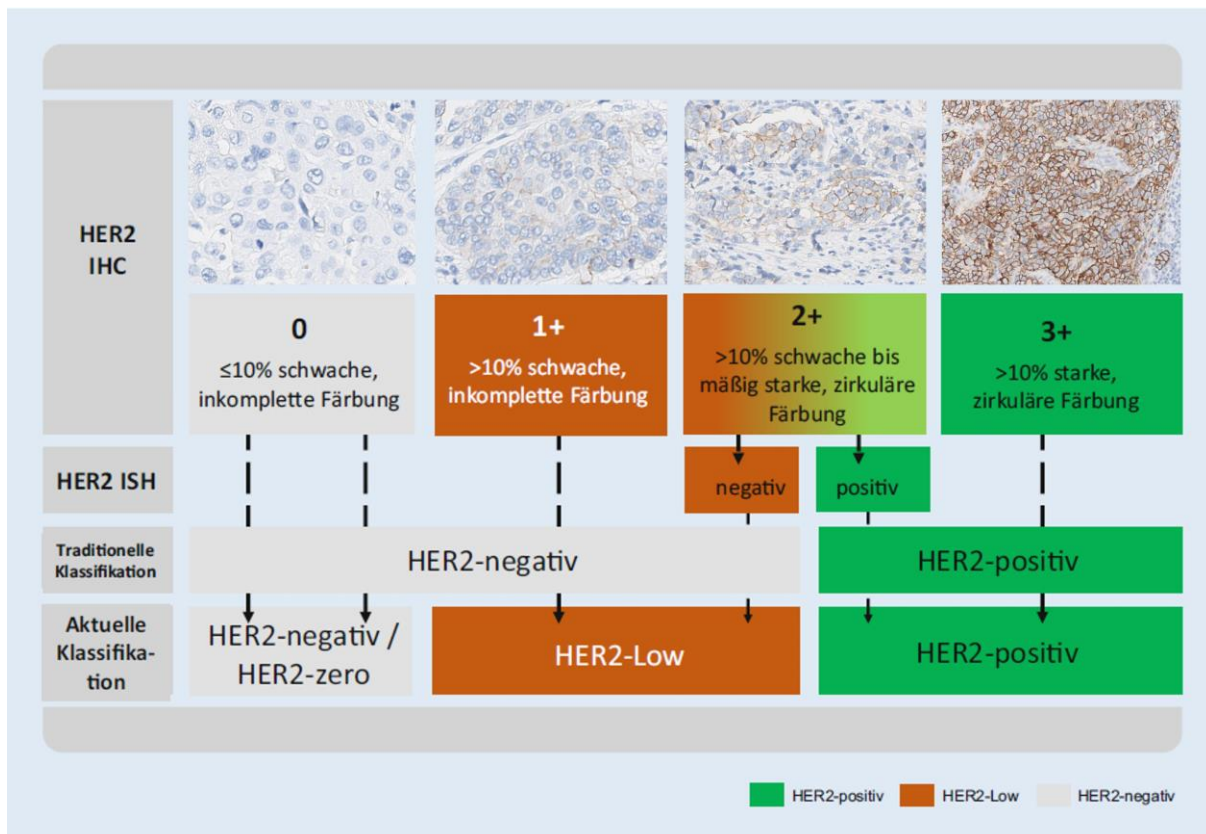 HER2
IHC
0
≤10% schwache,
inkomplette Färbung
1+
>10% schwache,
inkomplette Färbung
2+
>10% schwache bis
mäßig starke, zirkuläre
Färbung
3+
>10% starke,
zirkuläre Färbung
HER2 ISH
negativ
positiv
Traditionelle
Klassifikation
HER2-negativ
HER2-positiv
Aktuelle
Klassifika-
tion
HER2-negativ /
HER2-zero
HER2-Low
HER2-positiv
HER2-positiv
HER2-Low
HER2-negativ